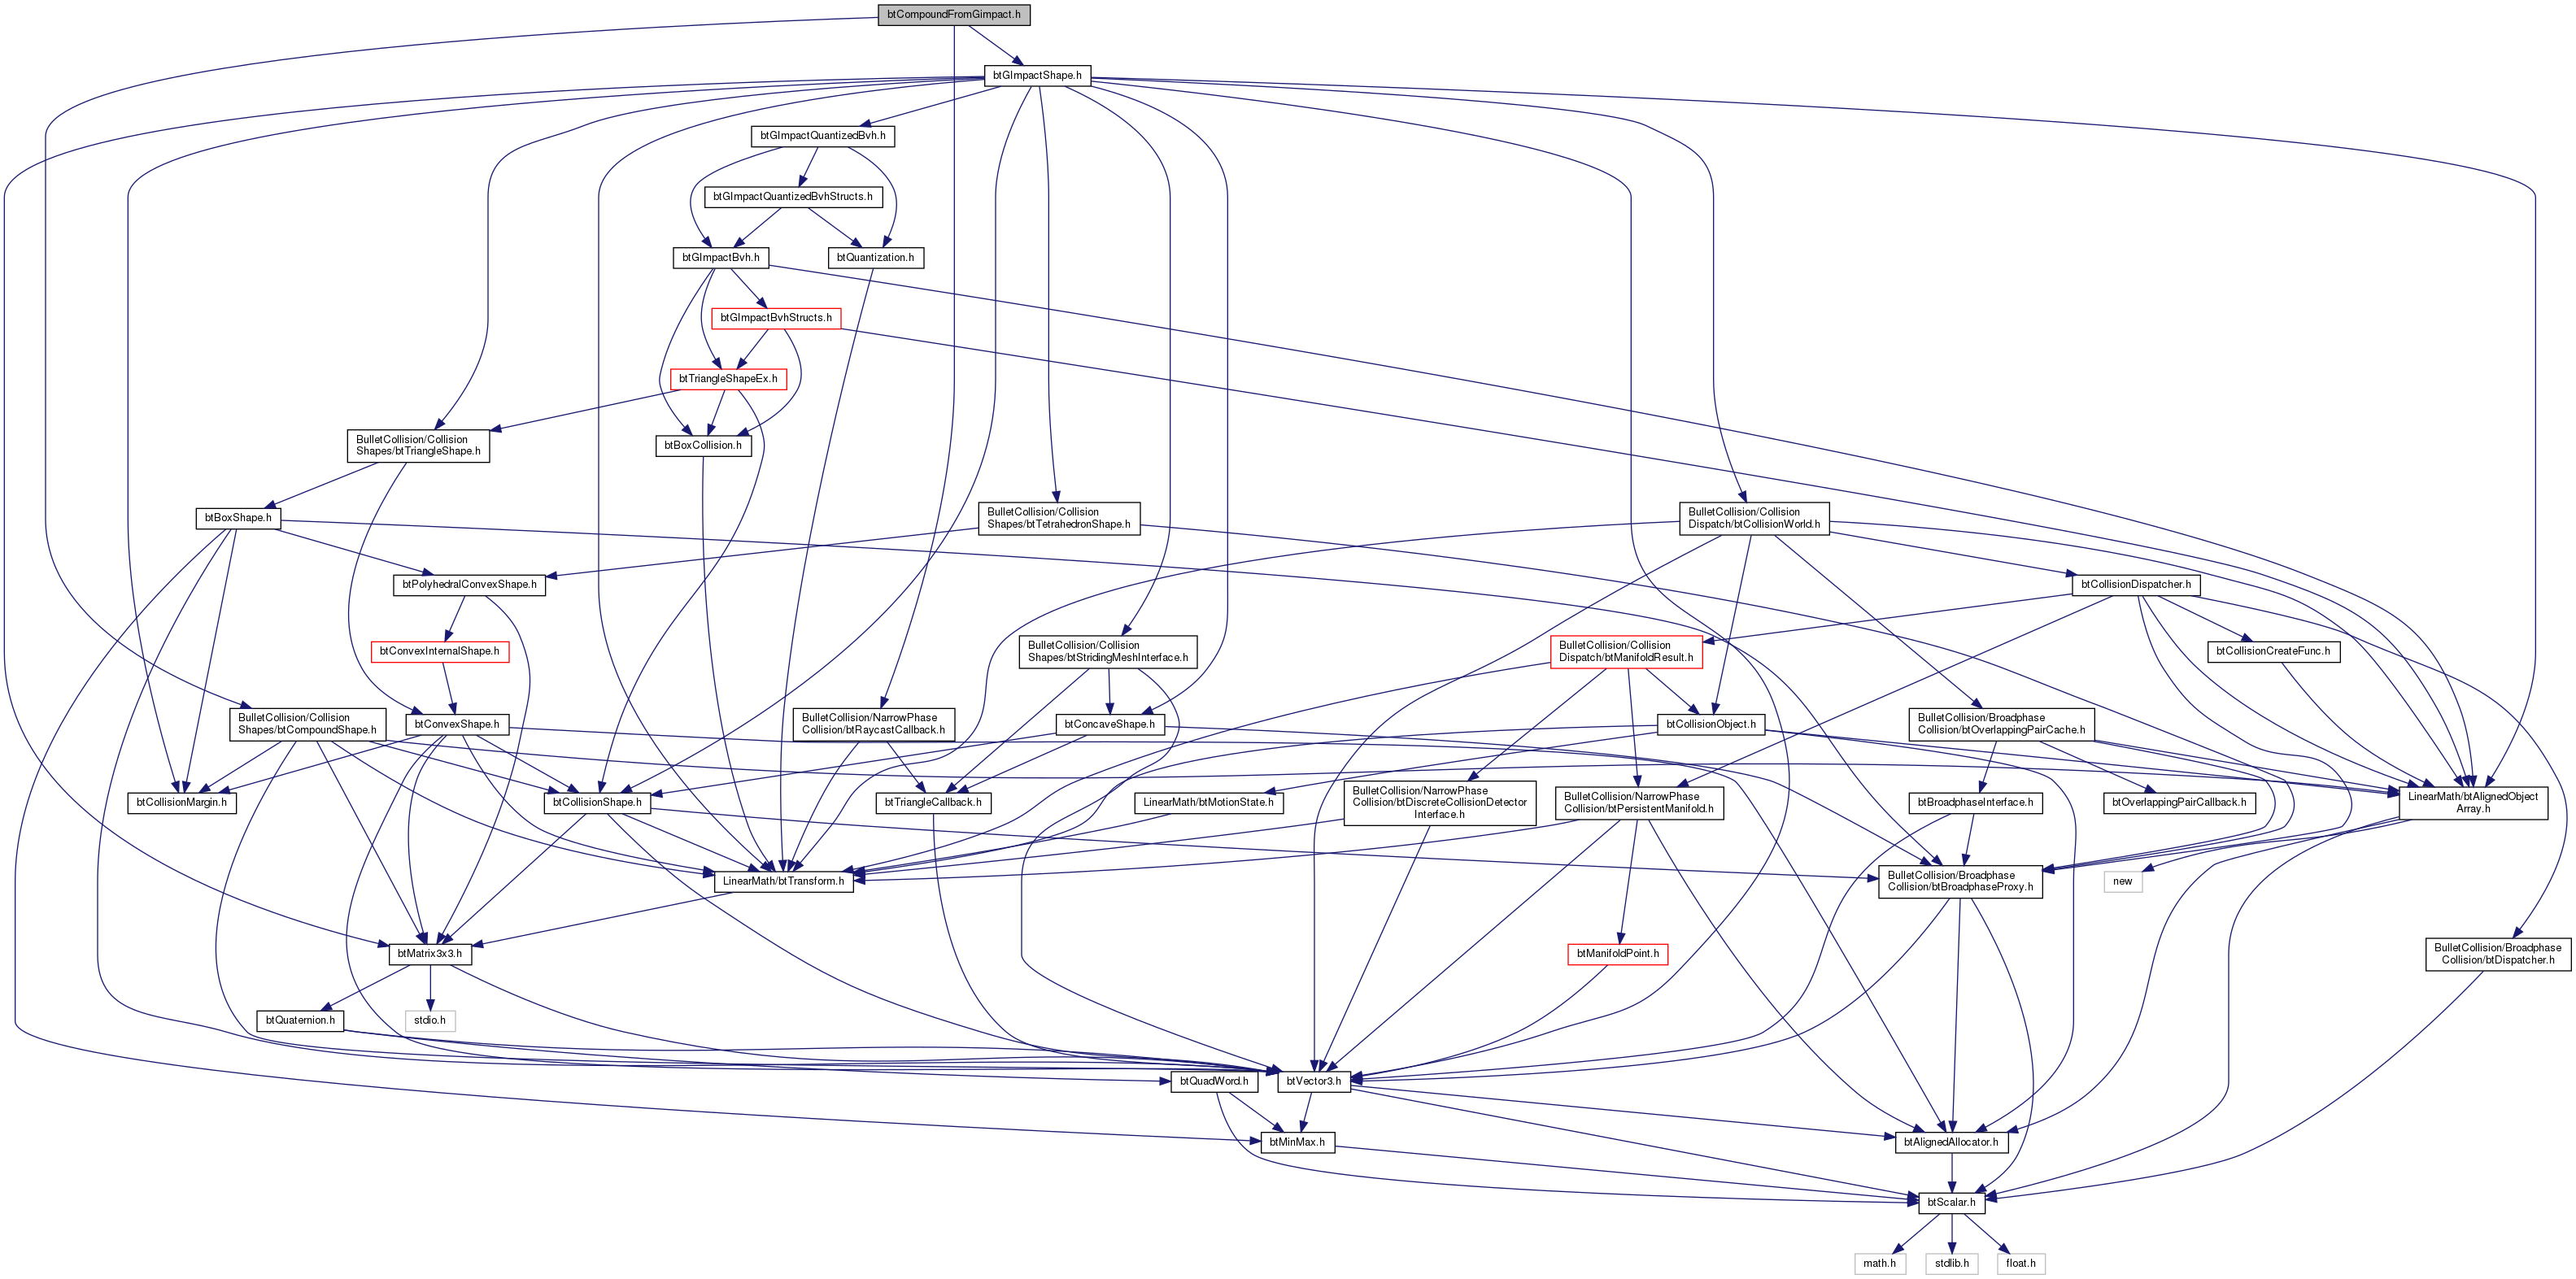 btCompoundFromGimpact.h
btGImpactShape.h
btGImpactQuantizedBvh.h
btGImpactQuantizedBvhStructs.h
btGImpactBvh.h
btQuantization.h
btGImpactBvhStructs.h
btTriangleShapeEx.h
BulletCollision/Collision
Shapes/btTriangleShape.h
btBoxCollision.h
btBoxShape.h
BulletCollision/Collision
Shapes/btTetrahedronShape.h
BulletCollision/Collision
Dispatch/btCollisionWorld.h
btPolyhedralConvexShape.h
btCollisionDispatcher.h
btConvexInternalShape.h
BulletCollision/Collision
Shapes/btStridingMeshInterface.h
BulletCollision/Collision
Dispatch/btManifoldResult.h
btCollisionCreateFunc.h
BulletCollision/Collision
Shapes/btCompoundShape.h
btConvexShape.h
BulletCollision/NarrowPhase
Collision/btRaycastCallback.h
btConcaveShape.h
btCollisionObject.h
BulletCollision/Broadphase
Collision/btOverlappingPairCache.h
btCollisionMargin.h
btCollisionShape.h
btTriangleCallback.h
LinearMath/btMotionState.h
BulletCollision/NarrowPhase
Collision/btDiscreteCollisionDetector
Interface.h
BulletCollision/NarrowPhase
Collision/btPersistentManifold.h
btBroadphaseInterface.h
btOverlappingPairCallback.h
LinearMath/btAlignedObject
Array.h
LinearMath/btTransform.h
BulletCollision/Broadphase
Collision/btBroadphaseProxy.h
new
btMatrix3x3.h
btManifoldPoint.h
BulletCollision/Broadphase
Collision/btDispatcher.h
btQuaternion.h
stdio.h
btQuadWord.h
btVector3.h
btMinMax.h
btAlignedAllocator.h
btScalar.h
math.h
stdlib.h
float.h